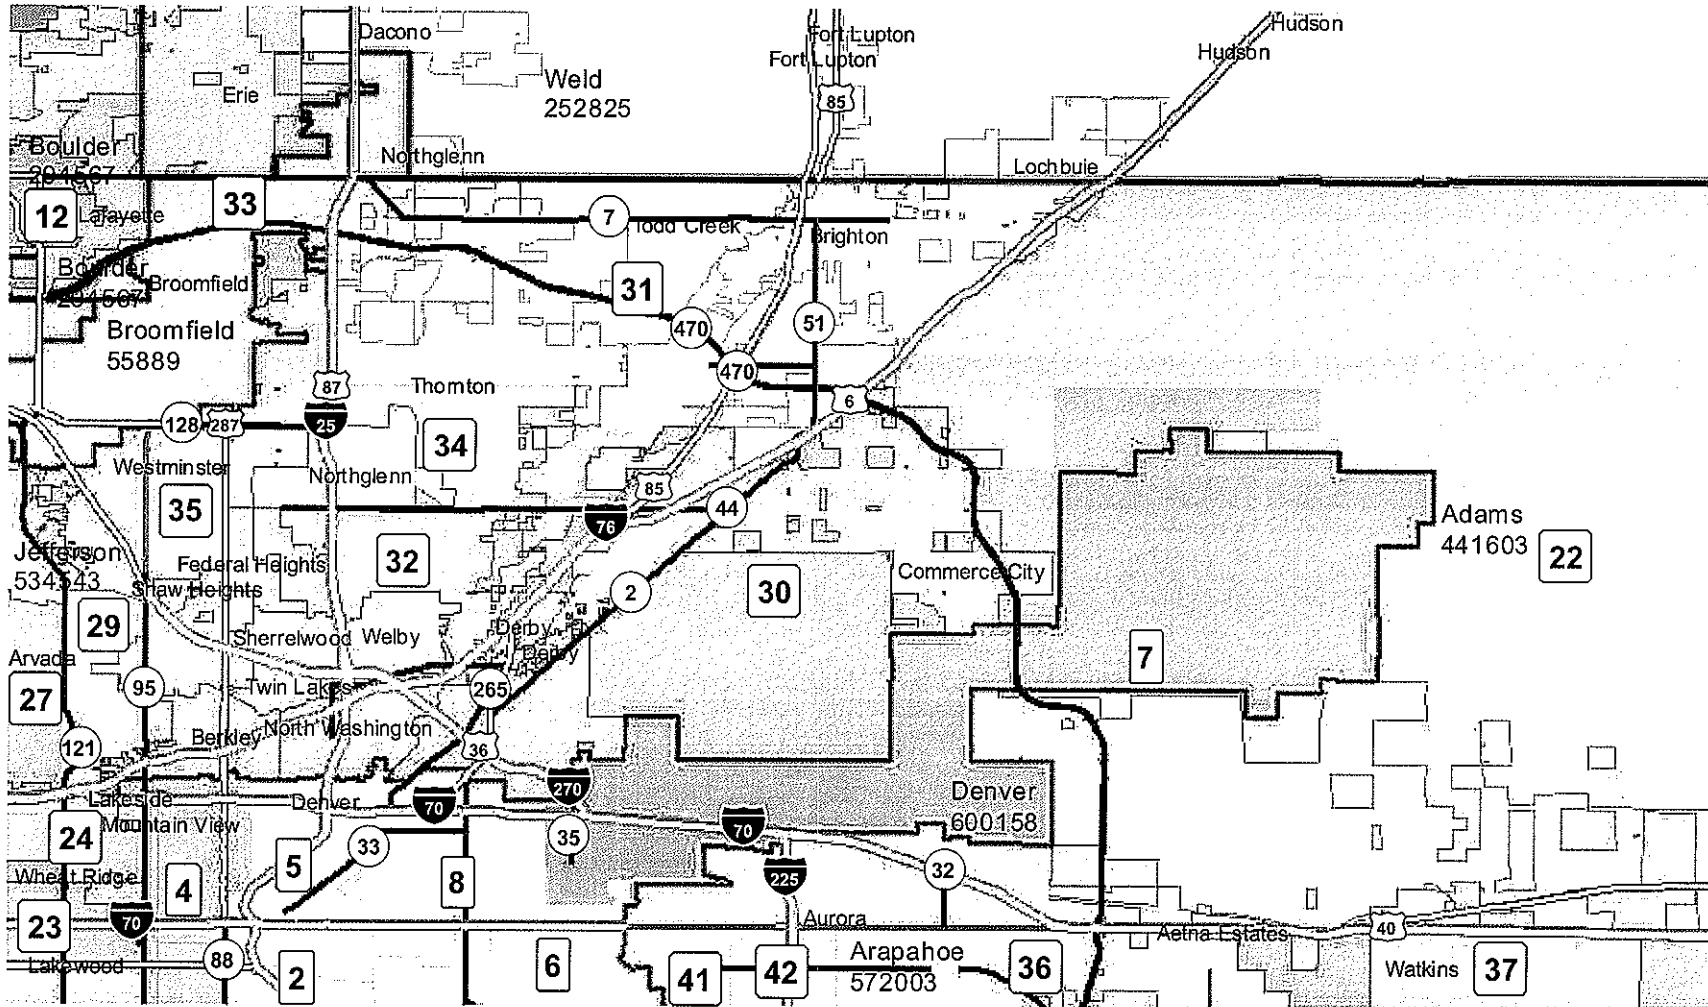 Dacono
Fort Lupton
Hudson
Fort Lupton
Hudson
Weld
252825
Erie
85
Boulder
201567
Northglenn
Lochbuie
12
Lafayette
33
7
Todd Creek
Brighton
Boulder
201567
Broomfield
31
Broomfield
55889
470
51
470
87
Thornton
6
128
287
25
34
Westminster
Northglenn
85
35
44
76
Adams
441603
22
Jefferson
534543
Federal Heights
32
Shaw Heights
2
30
Commerce City
29
Sherrelwood
Welby
Derby
Derby
Arvada
7
27
95
Twin Lakes
265
North Washington
Berkley
121
36
Lakeside
Denver
70
270
Denver
600158
Mountain View
24
33
35
70
5
Wheat Ridge
4
8
225
32
23
70
Aurora
40
Aetna Estates
Lakewood
88
2
6
41
42
Arapahoe
572003
36
Watkins
37